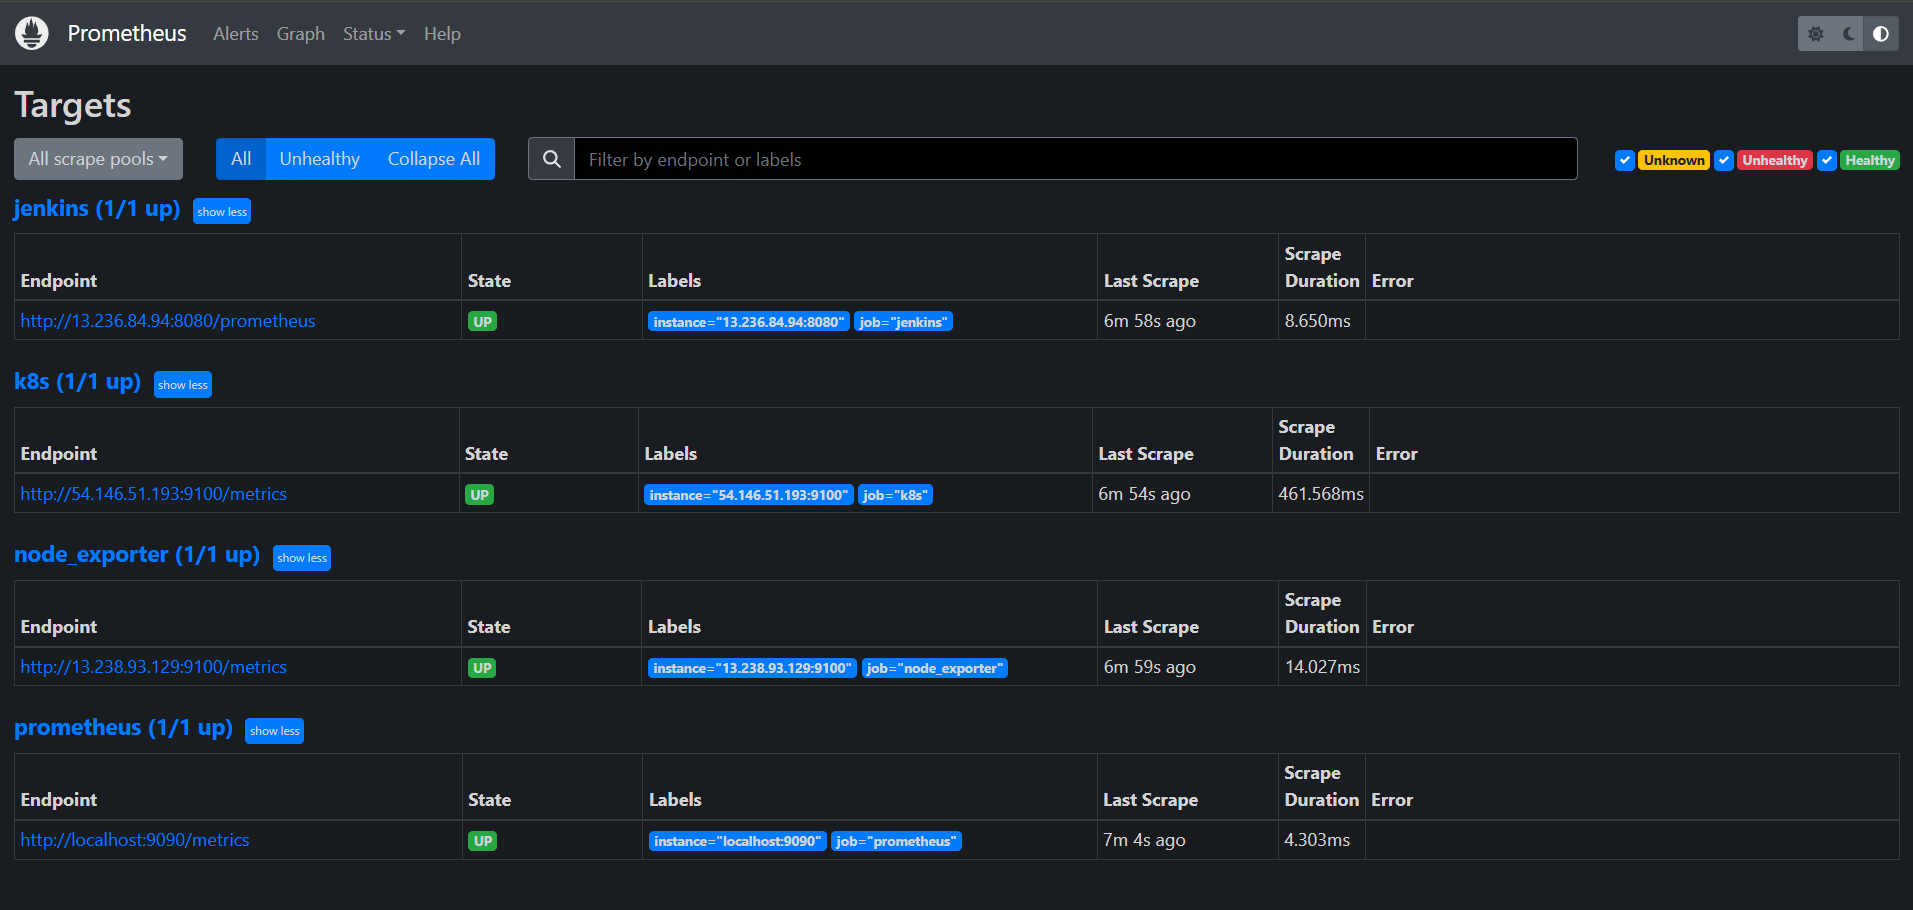 Prometheus Alerts Graph Status Help
Targets
All scrape pools All Unhealthy Collapse All Filter by endpoint or labels Unknown Unhealthy Healthy
jenkins (1/1 up) show less
Endpoint State Labels Last Scrape Scrape Duration Error
http://13.236.84.94:8080/prometheus UP instance="13.236.84.94:8080" job="jenkins" 6m 58s ago 8.650ms
k8s (1/1 up) show less
Endpoint State Labels Last Scrape Scrape Duration Error
http://54.146.51.193:9100/metrics UP instance="54.146.51.193:9100" job="k8s" 6m 54s ago 461.568ms
node_exporter (1/1 up) show less
Endpoint State Labels Last Scrape Scrape Duration Error
http://13.238.93.129:9100/metrics UP instance="13.238.93.129:9100" job="node_exporter" 6m 59s ago 14.027ms
prometheus (1/1 up) show less
Endpoint State Labels Last Scrape Scrape Duration Error
http://localhost:9090/metrics UP instance="localhost:9090" job="prometheus" 7m 4s ago 4.303ms